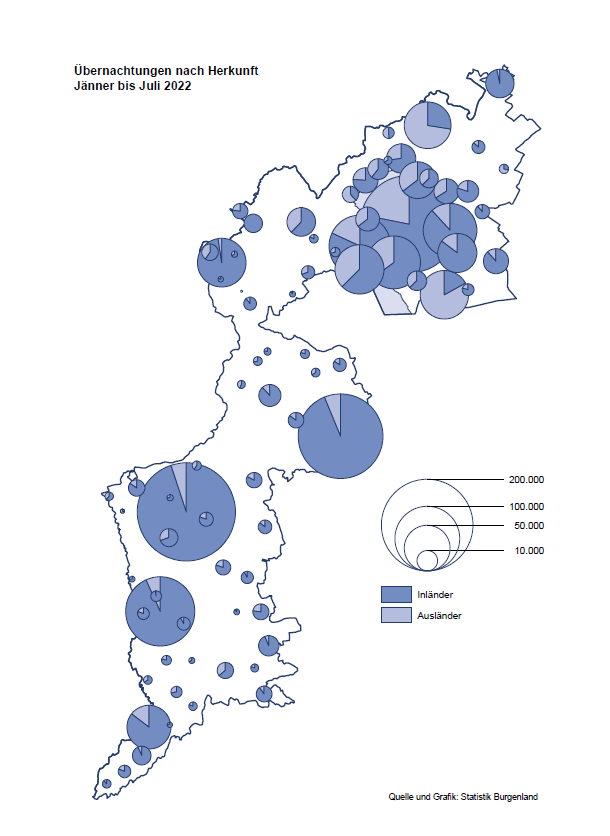 Übernachtungen nach Herkunft
Jänner bis Juli 2022
200.000
100.000
50.000
10.000
Inländer
Ausländer
Quelle und Grafik: Statistik Burgenland